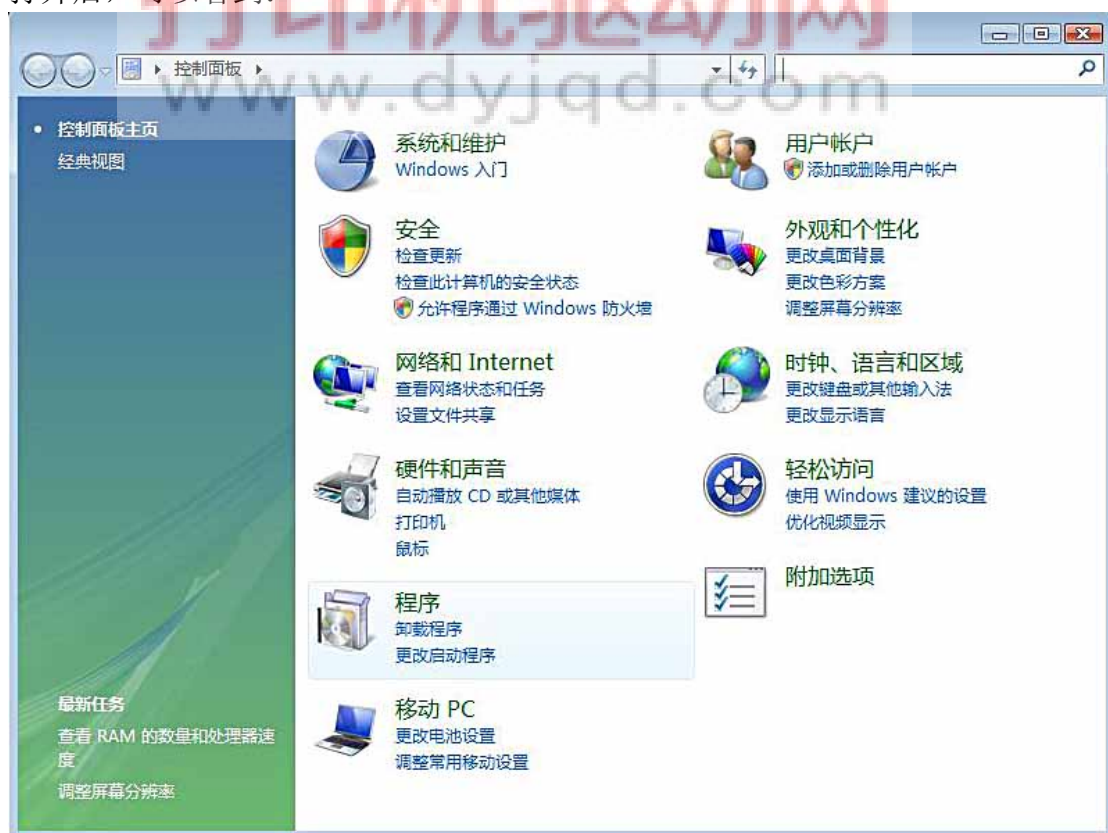 打印机驱动网
www.dyjqd.com
控制面板
控制面板主页
经典视图
系统和维护
Windows 入门
安全
检查更新
检查此计算机的安全状态
允许程序通过 Windows 防火墙
网络和 Internet
查看网络状态和任务
设置文件共享
硬件和声音
自动播放 CD 或其他媒体
打印机
鼠标
程序
卸载程序
更改启动程序
移动 PC
更改电池设置
调整常用移动设置
用户帐户
添加或删除用户帐户
外观和个性化
更改桌面背景
更改色彩方案
调整屏幕分辨率
时钟、语言和区域
更改键盘或其他输入法
更改显示语言
轻松访问
使用 Windows 建议的设置
优化视频显示
附加选项
最新任务
查看 RAM 的数量和处理器速
度
调整屏幕分辨率